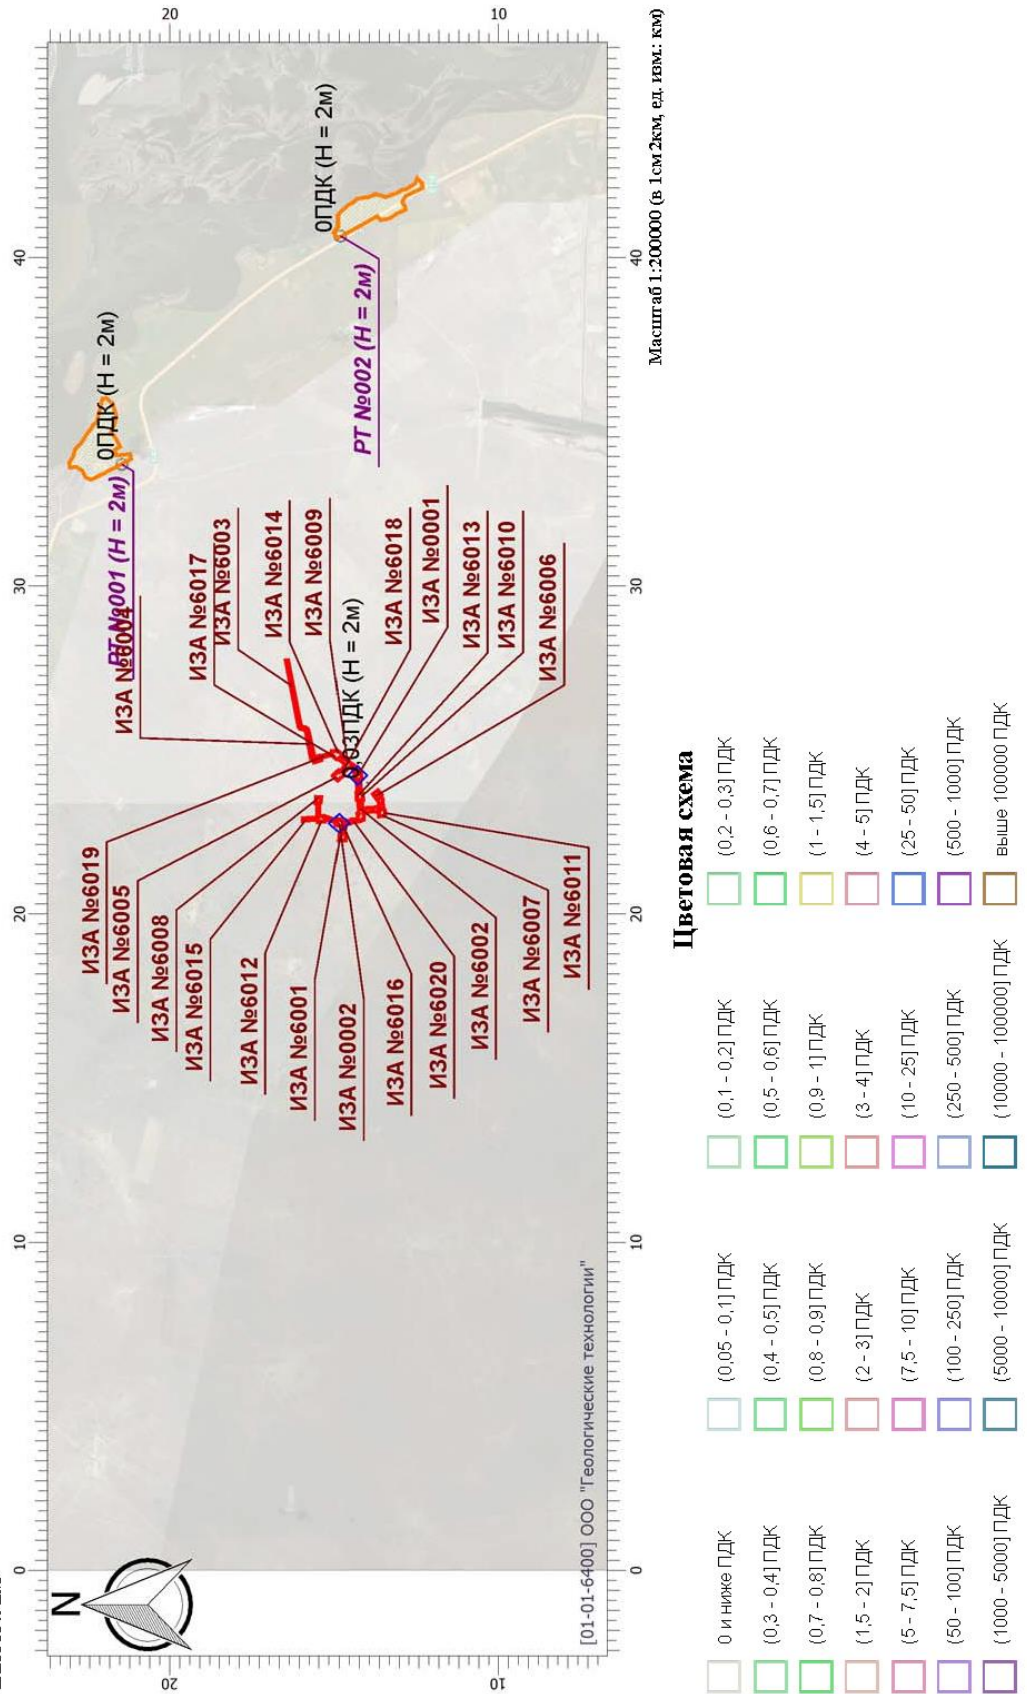 20
10
0
10
20
30
40
N
0ПДК (H = 2м)
РТ №001 (H = 2м)
ИЗА №6004
0ПДК (H = 2м)
РТ №002 (H = 2м)
ИЗА №6017
ИЗА №6003
ИЗА №6014
ИЗА №6009
0,03ПДК (H = 2м)
ИЗА №6018
ИЗА №0001
ИЗА №6013
ИЗА №6010
ИЗА №6006
ИЗА №6019
ИЗА №6005
ИЗА №6008
ИЗА №6015
ИЗА №6012
ИЗА №6001
ИЗА №0002
ИЗА №6016
ИЗА №6020
ИЗА №6002
ИЗА №6007
ИЗА №6011
[01-01-6400] ООО "Геологические технологии"
0
10
20
30
40
20
10
Масштаб 1:200000 (в 1см 2км, ед. изм.: км)
Цветовая схема
0 и ниже ПДК
(0,05 - 0,1] ПДК
(0,1 - 0,2] ПДК
(0,2 - 0,3] ПДК
(0,3 - 0,4] ПДК
(0,4 - 0,5] ПДК
(0,5 - 0,6] ПДК
(0,6 - 0,7] ПДК
(0,7 - 0,8] ПДК
(0,8 - 0,9] ПДК
(0,9 - 1] ПДК
(1 - 1,5] ПДК
(1,5 - 2] ПДК
(2 - 3] ПДК
(3 - 4] ПДК
(4 - 5] ПДК
(5 - 7,5] ПДК
(7,5 - 10] ПДК
(10 - 25] ПДК
(25 - 50] ПДК
(50 - 100] ПДК
(100 - 250] ПДК
(250 - 500] ПДК
(500 - 1000] ПДК
(1000 - 5000] ПДК
(5000 - 10000] ПДК
(10000 - 100000] ПДК
выше 100000 ПДК